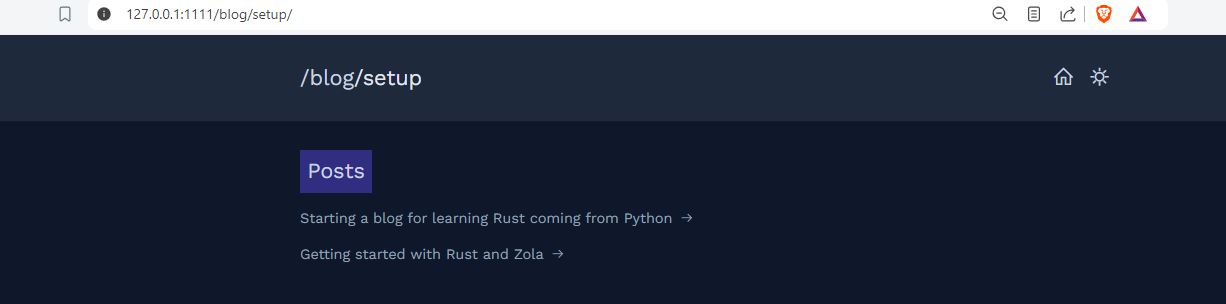 127.0.0.1:1111/blog/setup/
/blog/setup
Posts
Starting a blog for learning Rust coming from Python →
Getting started with Rust and Zola →